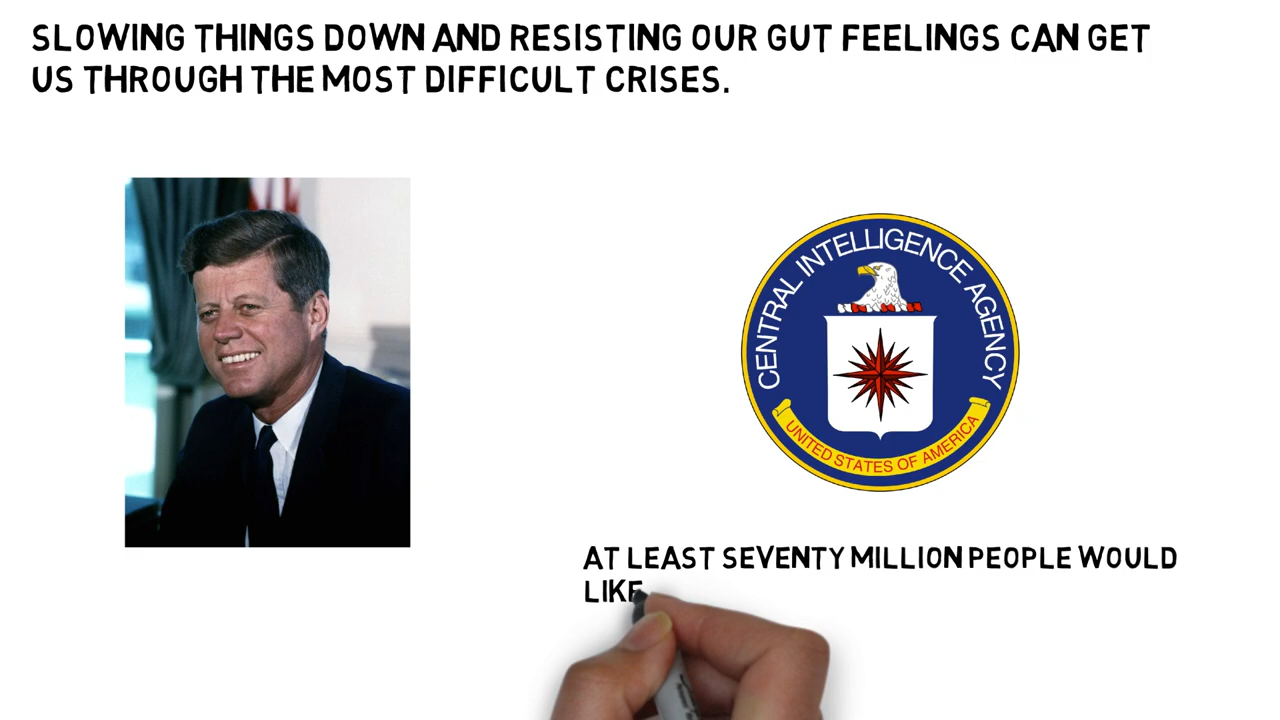 SLOWING THINGS DOWN AND RESISTING OUR GUT FEELINGS CAN GET
US THROUGH THE MOST DIFFICULT CRISES.
CENTRAL INTELLIGENCE AGENCY
UNITED STATES OF AMERICA
AT LEAST SEVENTY MILLION PEOPLE WOULD
LIKE